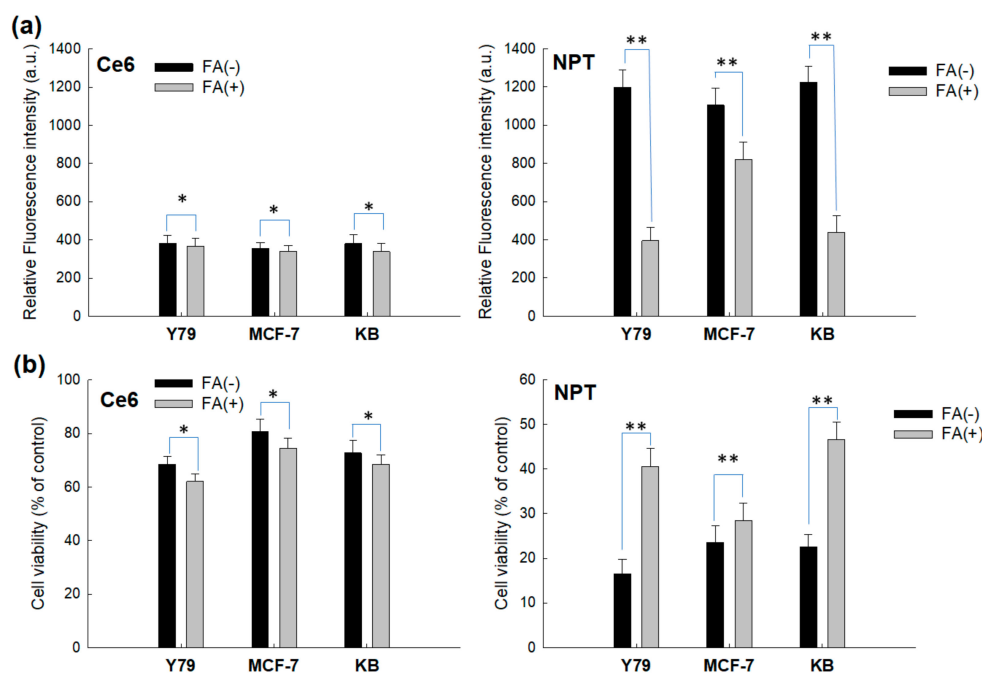 (a)
Ce6
FA(-)
FA(+)
Relative Fluorescence intensity (a.u.)
1400
1200
1000
800
600
400
200
0
*
*
*
Y79 MCF-7 KB
NPT
FA(-)
FA(+)
Relative Fluorescence intensity (a.u.)
1400
1200
1000
800
600
400
200
0
**
**
**
Y79 MCF-7 KB
(b)
Ce6
FA(-)
FA(+)
Cell viability (% of control)
100
80
60
40
20
0
*
*
*
Y79 MCF-7 KB
NPT
FA(-)
FA(+)
Cell viability (% of control)
60
50
40
30
20
10
0
**
**
**
Y79 MCF-7 KB